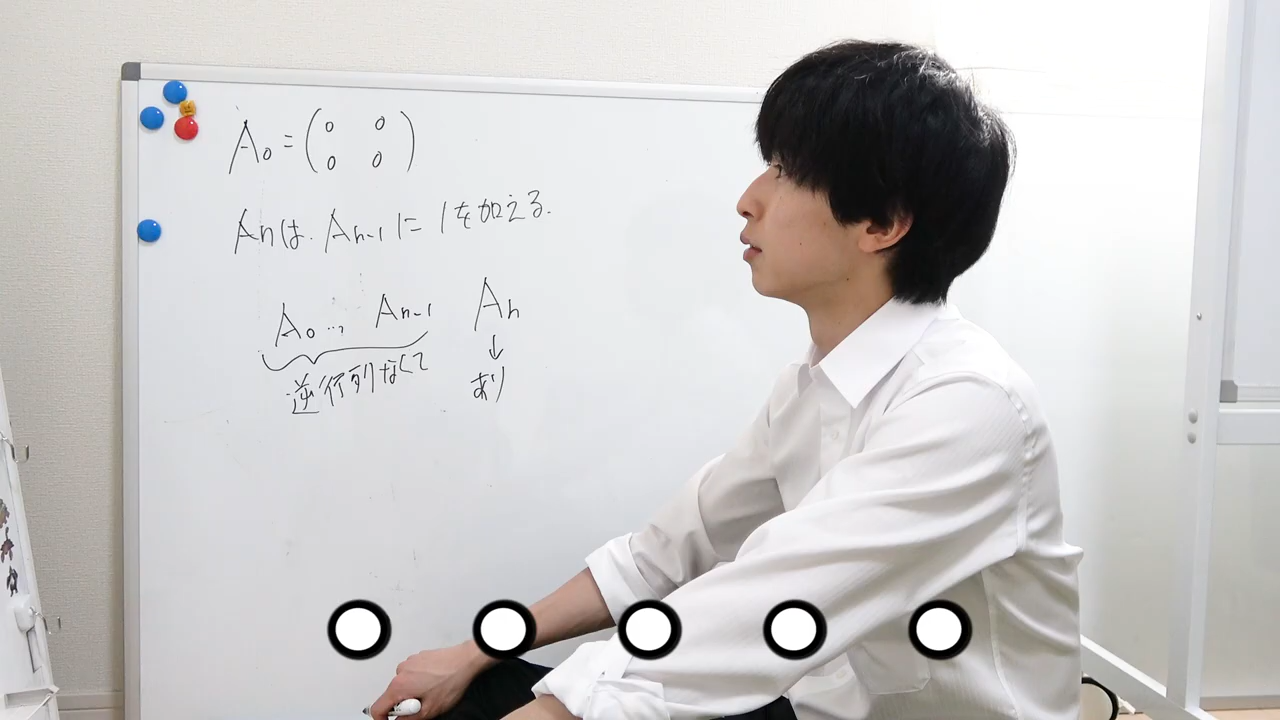 A₀ = (0 0
0 0)
Anは. An-1に1を加える.
A₀ ... An-1 An
↓
逆行列なくて あり